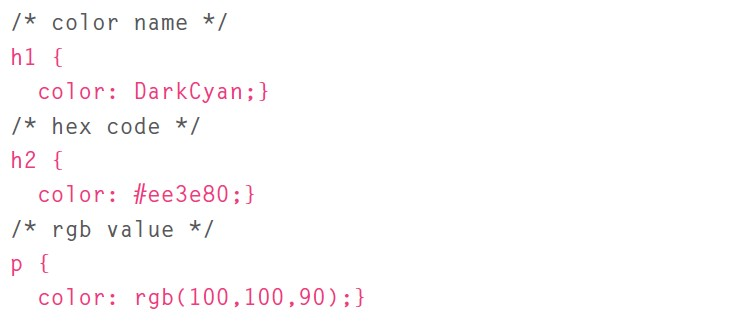 /* color name */
h1 {
  color: DarkCyan;}
/* hex code */
h2 {
  color: #ee3e80;}
/* rgb value */
p {
  color: rgb(100,100,90);}